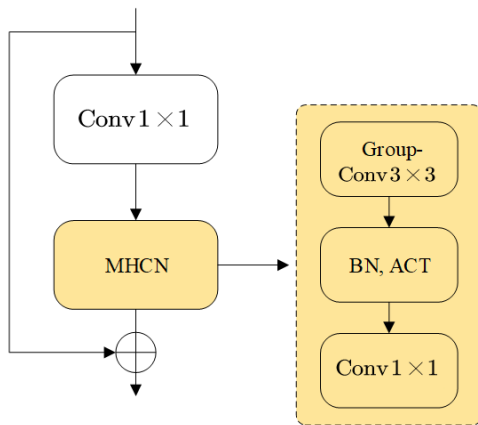 Conv 1 × 1
MHCN
Group-
Conv 3 × 3
BN, ACT
Conv 1 × 1